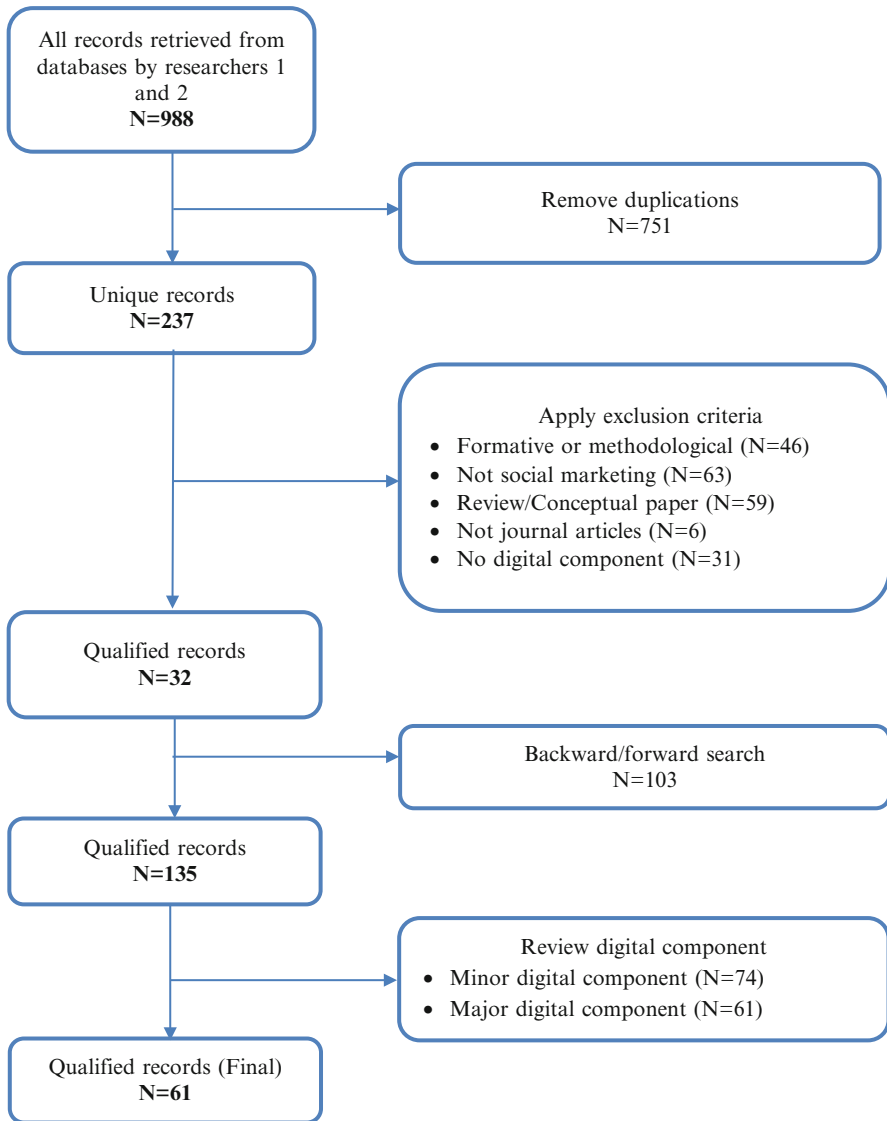 All records retrieved from
databases by researchers 1
and 2
N=988
Remove duplications
N=751
Unique records
N=237
Apply exclusion criteria
• Formative or methodological (N=46)
• Not social marketing (N=63)
• Review/Conceptual paper (N=59)
• Not journal articles (N=6)
• No digital component (N=31)
Qualified records
N=32
Backward/forward search
N=103
Qualified records
N=135
Review digital component
• Minor digital component (N=74)
• Major digital component (N=61)
Qualified records (Final)
N=61